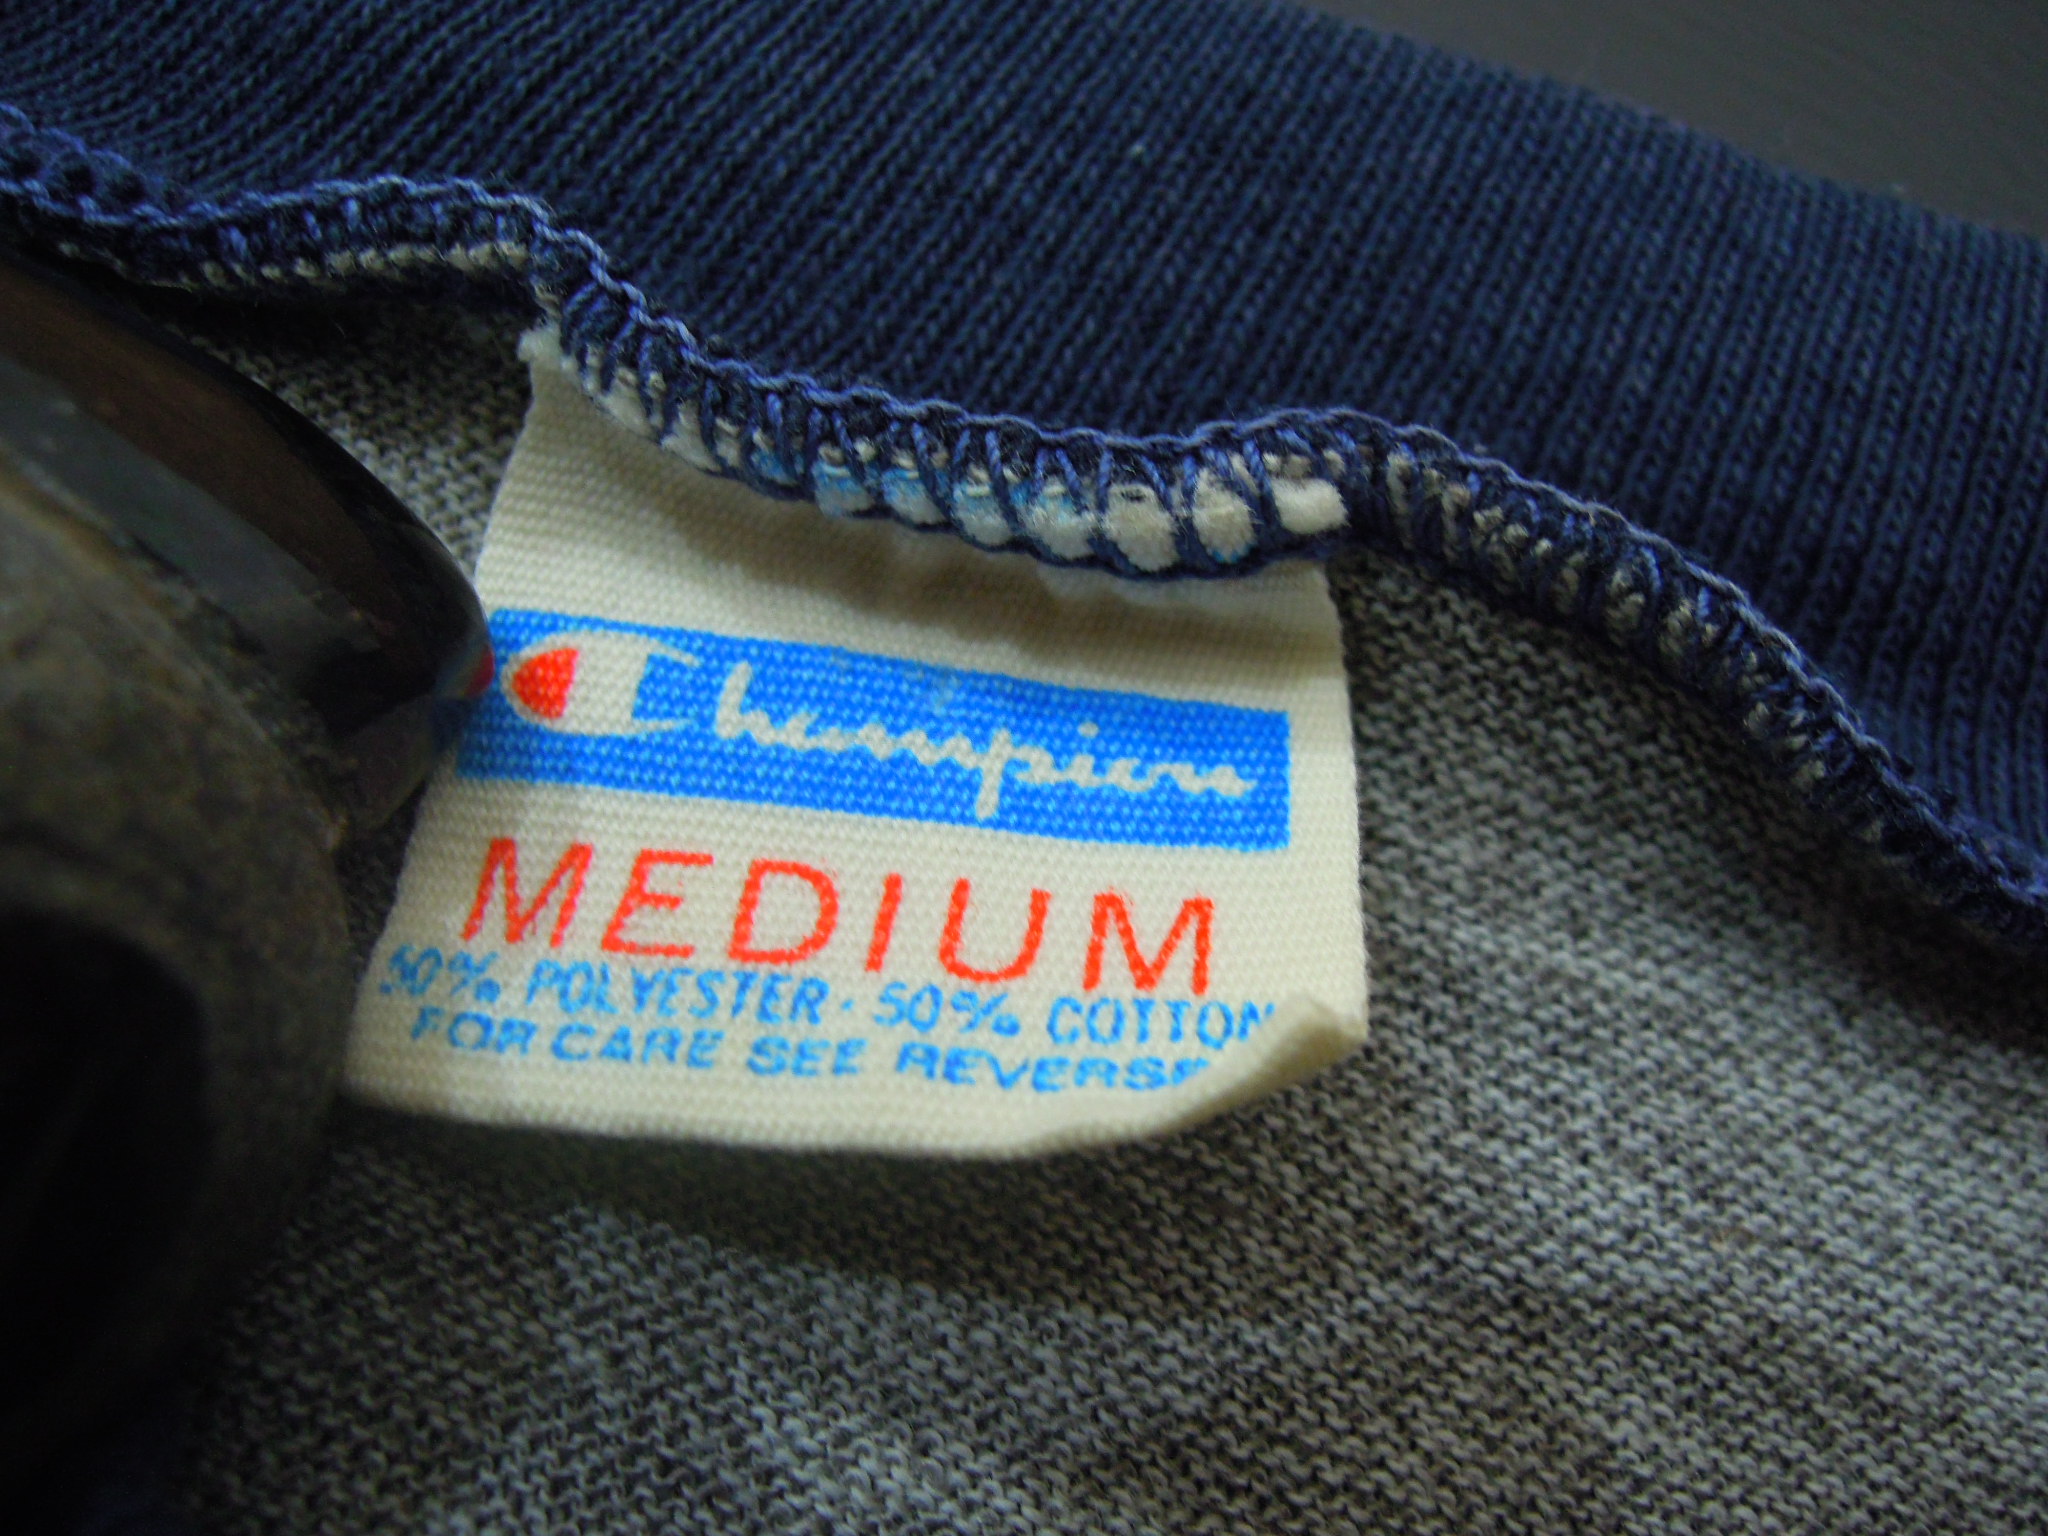 Champion
MEDIUM
50% POLYESTER · 50% COTTON
FOR CARE SEE REVERSE